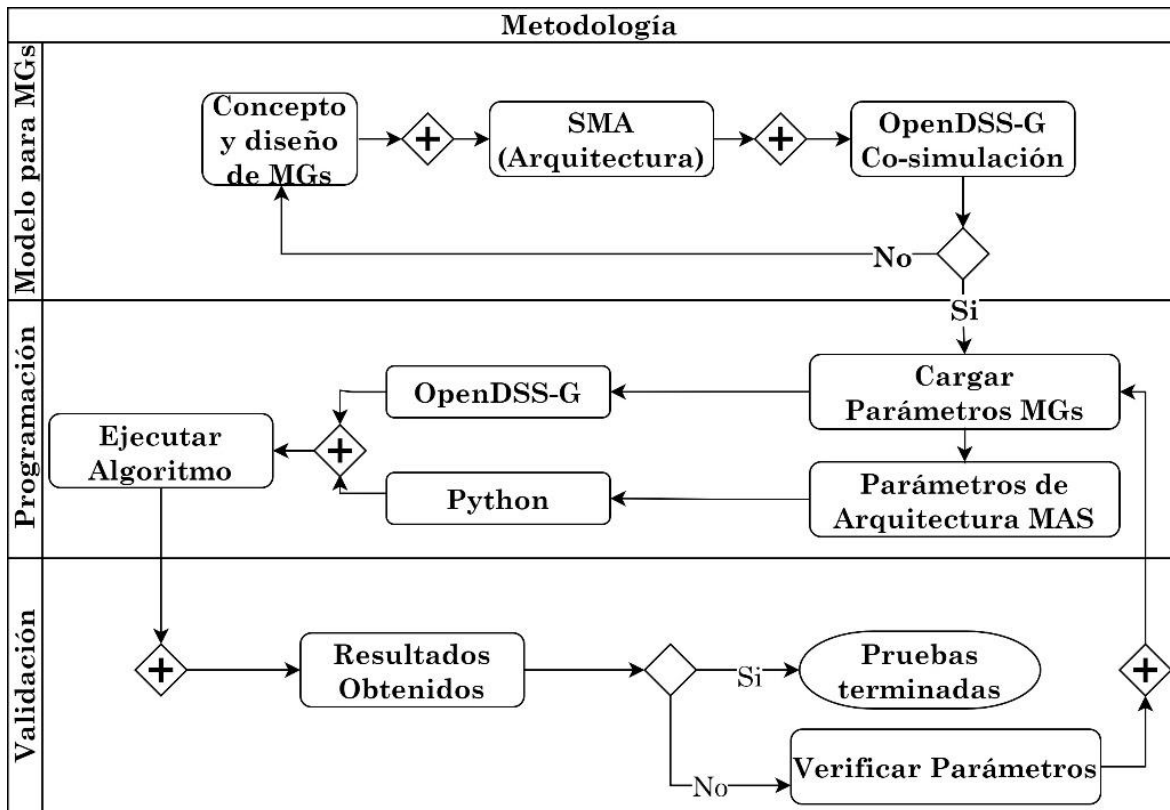 Metodología
Modelo para MGs
Concepto
y diseño
de MGs
SMA
(Arquitectura)
OpenDSS-G
Co-simulación
No
Si
Programación
Cargar
Parámetros MGs
OpenDSS-G
Ejecutar
Algoritmo
Python
Parámetros de
Arquitectura MAS
Validación
Resultados
Obtenidos
Si
Pruebas
terminadas
No
Verificar Parámetros